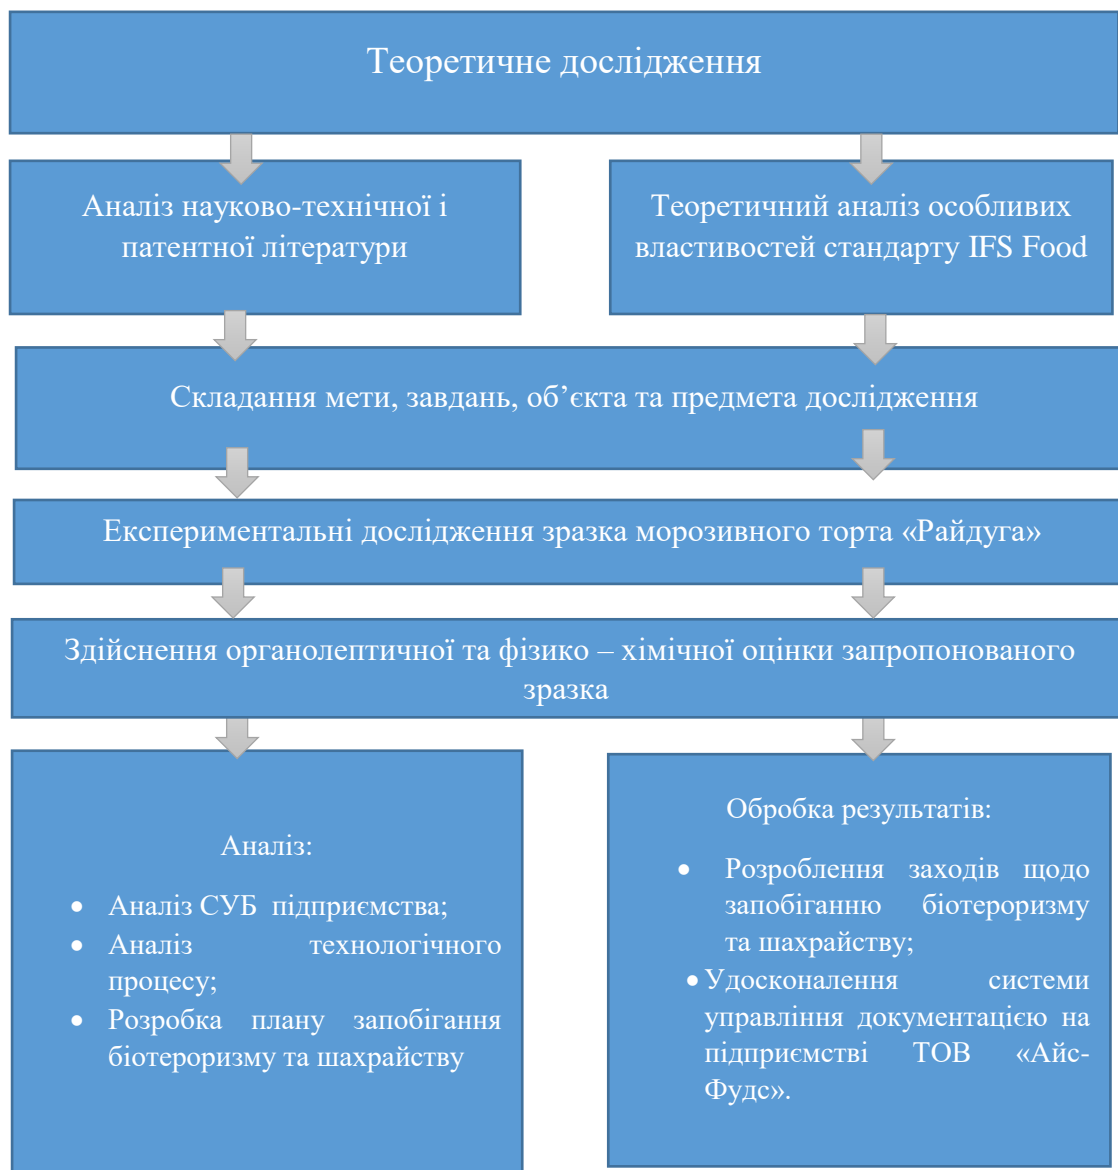 Теоретичне дослідження
Аналіз науково-технічної і
патентної літератури
Теоретичний аналіз особливих
властивостей стандарту IFS Food
Складання мети, завдань, об’єкта та предмета дослідження
Експериментальні дослідження зразка морозивного торта «Райдуга»
Здійснення органолептичної та фізико – хімічної оцінки запропонованого
зразка
Аналіз:
• Аналіз СУБ підприємства;
• Аналіз технологічного
процесу;
• Розробка плану запобігання
біотероризму та шахрайству
Обробка результатів:
• Розроблення заходів щодо
запобіганню біотероризму
та шахрайству;
• Удосконалення системи
управління документацією на
підприємстві ТОВ «Айс-
Фудс».